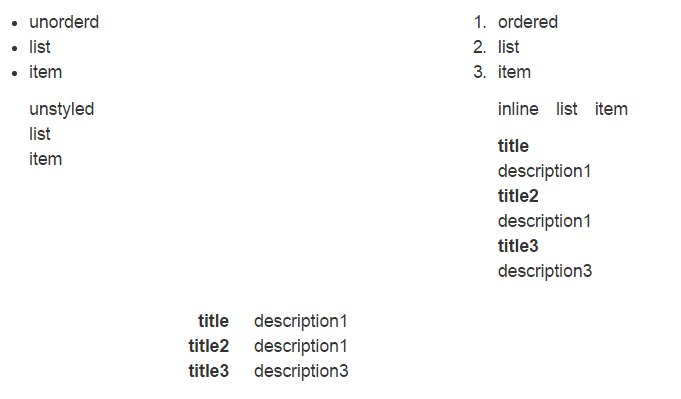 • unorderd
• list
• item
unstyled
list
item
1. ordered
2. list
3. item
inline list item
title
description1
title2
description1
title3
description3
title description1
title2 description1
title3 description3